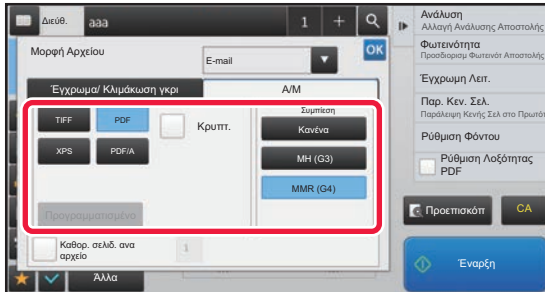 Διεύθ. aaa 1 +
Μορφή Αρχείου
E-mail
OK
Έγχρωμα/ Κλιμάκωση γκρι
Α/Μ
TIFF PDF Κρυπτ.
XPS PDF/A
Προγραμματισμένο
Συμπίεση
Κανένα
MH (G3)
MMR (G4)
Καθορ. σελιδ. ανα
αρχείο
1
Άλλα
Ανάλυση
Αλλαγή Ανάλυσης Αποστολής
Φωτεινότητα
Προσδιορισμ Φωτεινότ Αποστολής
Έγχρωμη Λειτ.
Παρ. Κεν. Σελ.
Παράλειψη Κενής Σελ στο Πρωτότ
Ρύθμιση Φόντου
Ρύθμιση Λοξότητας
PDF
Προεπισκόπ
CA
Έναρξη